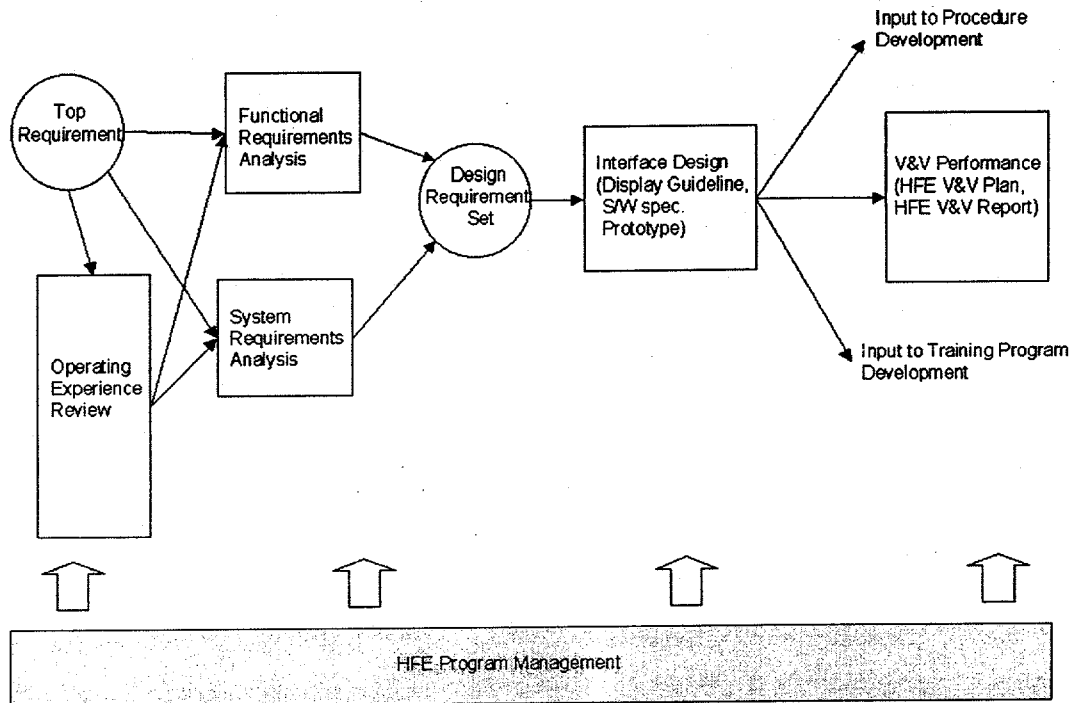 Top
Requirement
Functional
Requirements
Analysis
Operating
Experience
Review
System
Requirements
Analysis
Design
Requirement
Set
Interface Design
(Display Guideline,
S/W spec.
Prototype)
Input to Procedure
Development
V&V Performance
(HFE V&V Plan,
HFE V&V Report)
Input to Training Program
Development
HFE Program Management